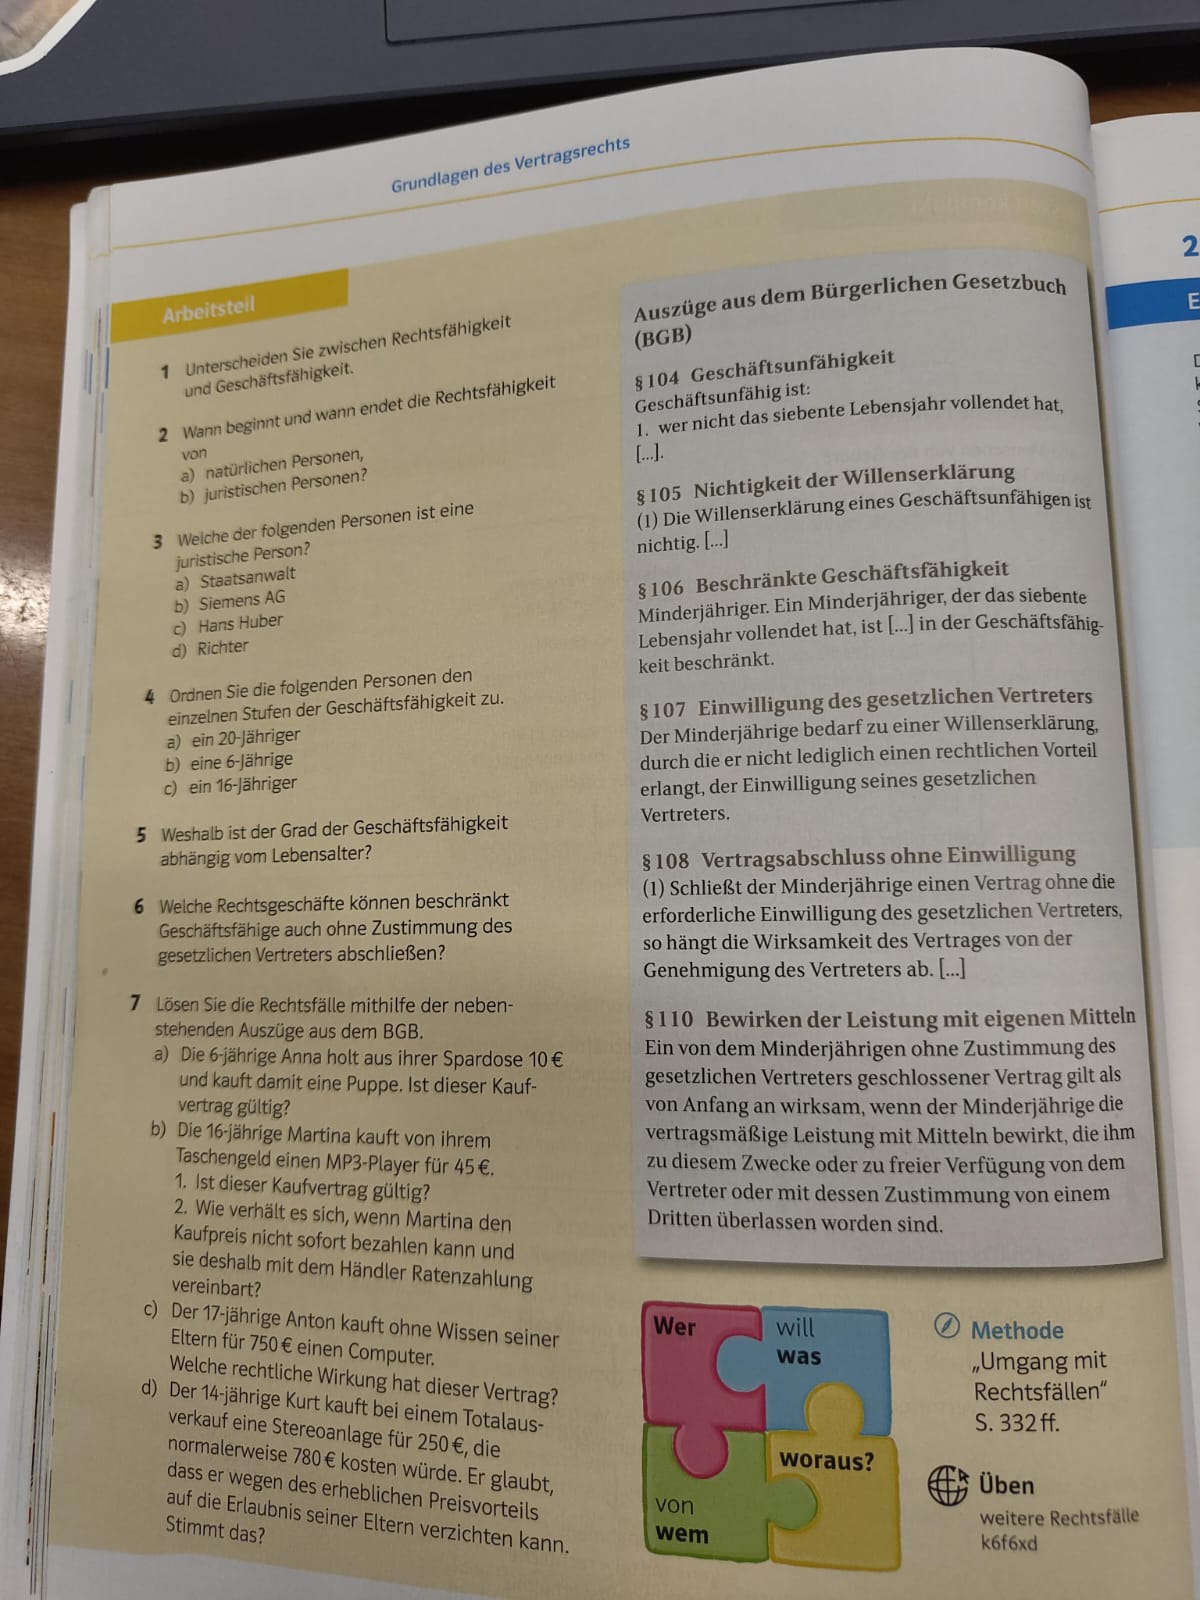 Grundlagen des Vertragsrechts
Arbeitsteil
1 Unterscheiden Sie zwischen Rechtsfähigkeit
und Geschäftsfähigkeit.
2 Wann beginnt und wann endet die Rechtsfähigkeit
von
a) natürlichen Personen,
b) juristischen Personen?
3 Welche der folgenden Personen ist eine
juristische Person?
a) Staatsanwalt
b) Siemens AG
c) Hans Huber
d) Richter
4 Ordnen Sie die folgenden Personen den
einzelnen Stufen der Geschäftsfähigkeit zu.
a) ein 20-Jähriger
b) eine 6-Jährige
c) ein 16-Jähriger
5 Weshalb ist der Grad der Geschäftsfähigkeit
abhängig vom Lebensalter?
6 Welche Rechtsgeschäfte können beschränkt
Geschäftsfähige auch ohne Zustimmung des
gesetzlichen Vertreters abschließen?
7 Lösen Sie die Rechtsfälle mithilfe der neben-
stehenden Auszüge aus dem BGB.
a) Die 6-jährige Anna holt aus ihrer Spardose 10 €
und kauft damit eine Puppe. Ist dieser Kauf-
vertrag gültig?
b) Die 16-jährige Martina kauft von ihrem
Taschengeld einen MP3-Player für 45 €.
1. Ist dieser Kaufvertrag gültig?
2. Wie verhält es sich, wenn Martina den
Kaufpreis nicht sofort bezahlen kann und
sie deshalb mit dem Händler Ratenzahlung
vereinbart?
c) Der 17-jährige Anton kauft ohne Wissen seiner
Eltern für 750 € einen Computer.
Welche rechtliche Wirkung hat dieser Vertrag?
d) Der 14-jährige Kurt kauft bei einem Totalaus-
verkauf eine Stereoanlage für 250 €, die
normalerweise 780 € kosten würde. Er glaubt,
dass er wegen des erheblichen Preisvorteils
auf die Erlaubnis seiner Eltern verzichten kann.
Stimmt das?
Auszüge aus dem Bürgerlichen Gesetzbuch
(BGB)
§ 104 Geschäftsunfähigkeit
Geschäftsunfähig ist:
1. wer nicht das siebente Lebensjahr vollendet hat,
[...].
§ 105 Nichtigkeit der Willenserklärung
(1) Die Willenserklärung eines Geschäftsunfähigen ist
nichtig. [...]
§ 106 Beschränkte Geschäftsfähigkeit
Minderjähriger. Ein Minderjähriger, der das siebente
Lebensjahr vollendet hat, ist [...] in der Geschäftsfähig-
keit beschränkt.
§ 107 Einwilligung des gesetzlichen Vertreters
Der Minderjährige bedarf zu einer Willenserklärung,
durch die er nicht lediglich einen rechtlichen Vorteil
erlangt, der Einwilligung seines gesetzlichen
Vertreters.
§ 108 Vertragsabschluss ohne Einwilligung
(1) Schließt der Minderjährige einen Vertrag ohne die
erforderliche Einwilligung des gesetzlichen Vertreters,
so hängt die Wirksamkeit des Vertrages von der
Genehmigung des Vertreters ab. [...]
§ 110 Bewirken der Leistung mit eigenen Mitteln
Ein von dem Minderjährigen ohne Zustimmung des
gesetzlichen Vertreters geschlossener Vertrag gilt als
von Anfang an wirksam, wenn der Minderjährige die
vertragsmäßige Leistung mit Mitteln bewirkt, die ihm
zu diesem Zwecke oder zu freier Verfügung von dem
Vertreter oder mit dessen Zustimmung von einem
Dritten überlassen worden sind.
Wer
will
was
von
wem
woraus?
Methode
„Umgang mit
Rechtsfällen“
S. 332 ff.
Üben
weitere Rechtsfälle
k6f6xd
2
E